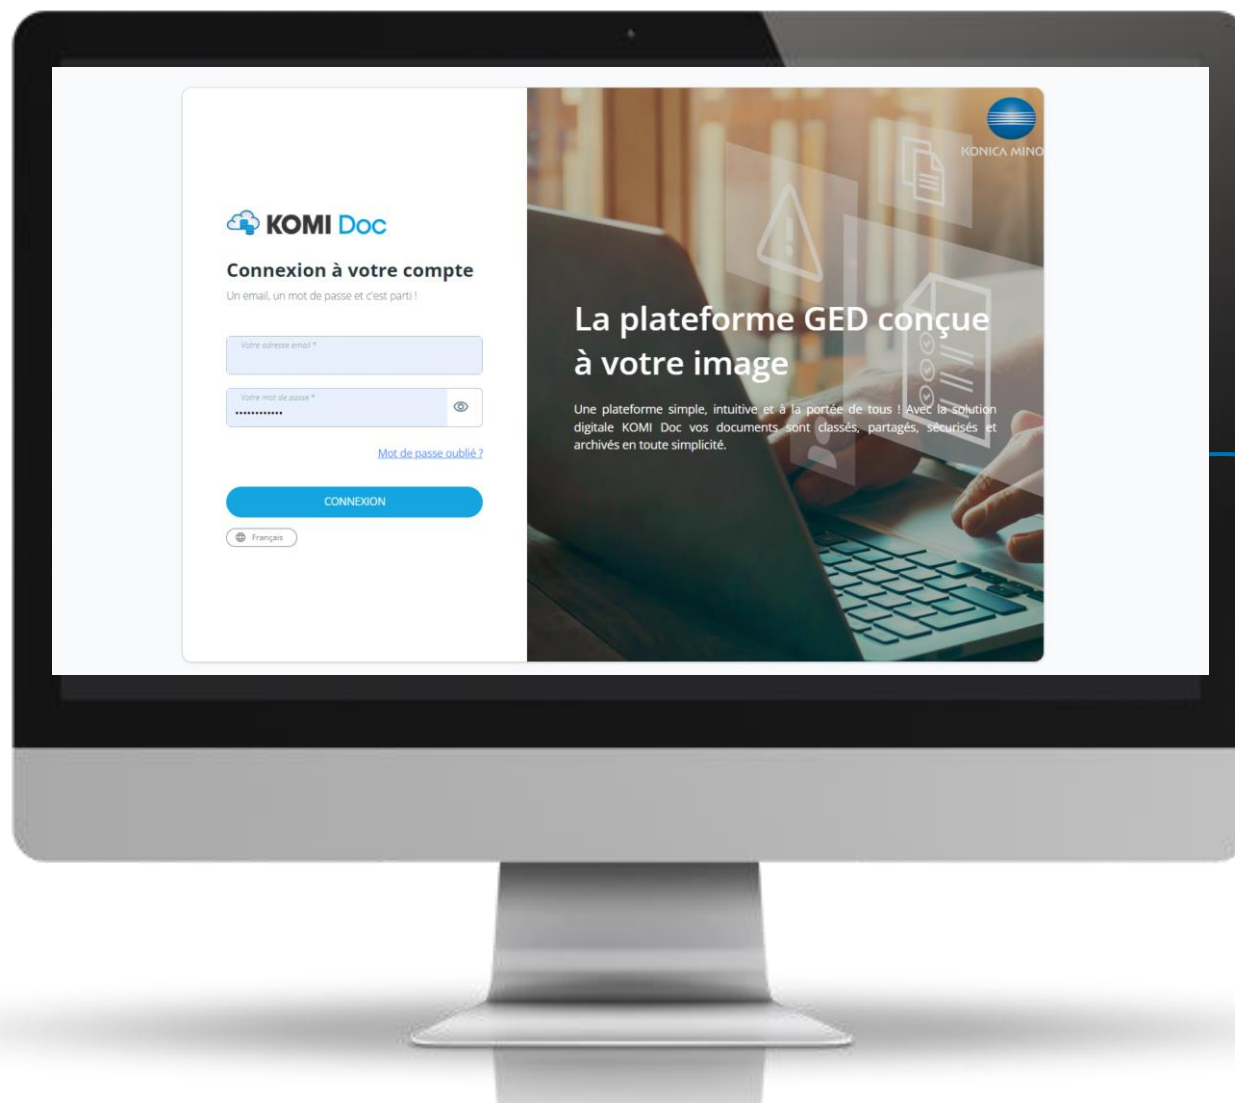 KOMI Doc
Connexion à votre compte
Un email, un mot de passe et c'est parti !
Votre adresse email *
Votre mot de passe *
••••••••••••
Mot de passe oublié ?
CONNEXION
Français
KONICA MINO
La plateforme GED conçue
à votre image
Une plateforme simple, intuitive et à la portée de tous ! Avec la solution
digitale KOMI Doc vos documents sont classés, partagés, sécurisés et
archivés en toute simplicité.